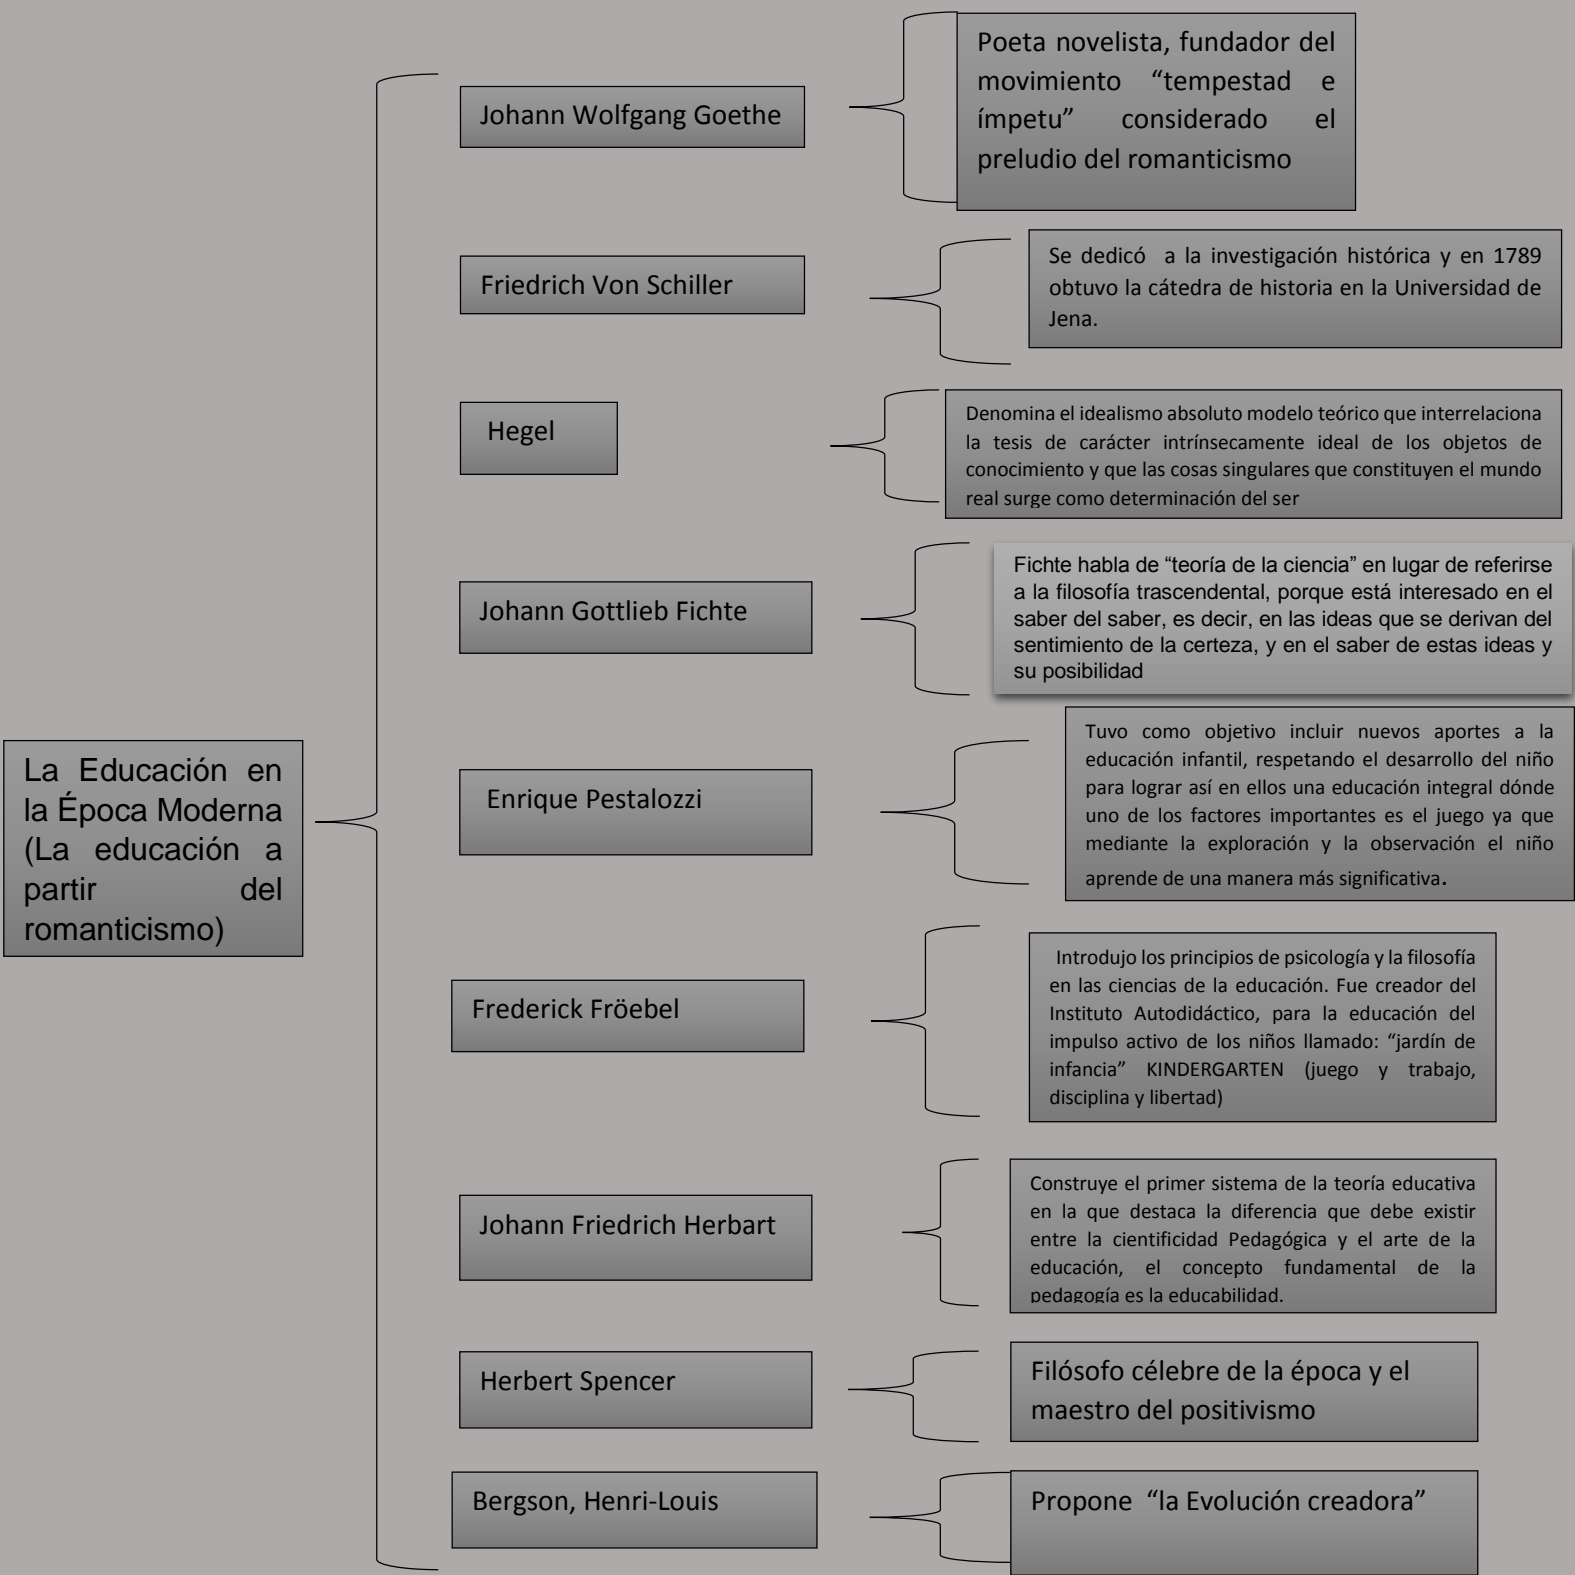 La Educación en
la Época Moderna
(La educación a
partir del
romanticismo)
Johann Wolfgang Goethe
Poeta novelista, fundador del
movimiento “tempestad e
ímpetu” considerado el
preludio del romanticismo
Friedrich Von Schiller
Se dedicó a la investigación histórica y en 1789
obtuvo la cátedra de historia en la Universidad de
Jena.
Hegel
Denomina el idealismo absoluto modelo teórico que interrelaciona
la tesis de carácter intrínsecamente ideal de los objetos de
conocimiento y que las cosas singulares que constituyen el mundo
real surge como determinación del ser
Johann Gottlieb Fichte
Fichte habla de “teoría de la ciencia” en lugar de referirse
a la filosofía trascendental, porque está interesado en el
saber del saber, es decir, en las ideas que se derivan del
sentimiento de la certeza, y en el saber de estas ideas y
su posibilidad
Enrique Pestalozzi
Tuvo como objetivo incluir nuevos aportes a la
educación infantil, respetando el desarrollo del niño
para lograr así en ellos una educación integral dónde
uno de los factores importantes es el juego ya que
mediante la exploración y la observación el niño
aprende de una manera más significativa.
Frederick Fröebel
Introdujo los principios de psicología y la filosofía
en las ciencias de la educación. Fue creador del
Instituto Autodidáctico, para la educación del
impulso activo de los niños llamado: “jardín de
infancia” KINDERGARTEN (juego y trabajo,
disciplina y libertad)
Johann Friedrich Herbart
Construye el primer sistema de la teoría educativa
en la que destaca la diferencia que debe existir
entre la cientificidad Pedagógica y el arte de la
educación, el concepto fundamental de la
pedagogía es la educabilidad.
Herbert Spencer
Filósofo célebre de la época y el
maestro del positivismo
Bergson, Henri-Louis
Propone “la Evolución creadora”